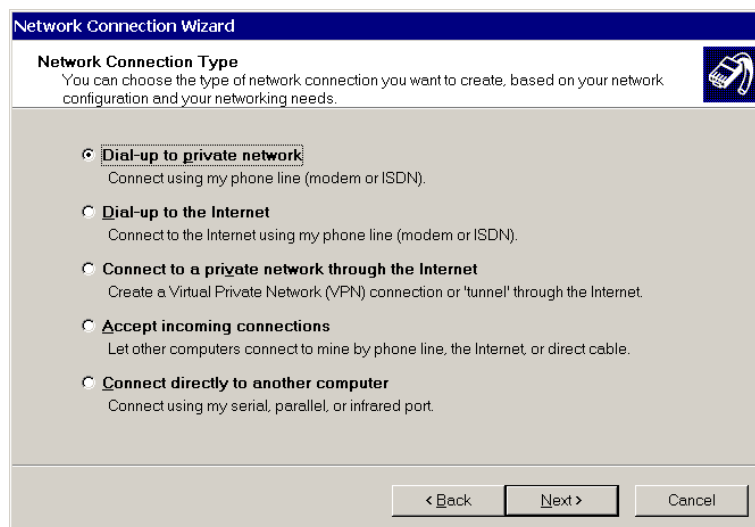 Network Connection Wizard
Network Connection Type
You can choose the type of network connection you want to create, based on your network
configuration and your networking needs.
Dial-up to private network
Connect using my phone line (modem or ISDN).
Dial-up to the Internet
Connect to the Internet using my phone line (modem or ISDN).
Connect to a private network through the Internet
Create a Virtual Private Network (VPN) connection or 'tunnel' through the Internet.
Accept incoming connections
Let other computers connect to mine by phone line, the Internet, or direct cable.
Connect directly to another computer
Connect using my serial, parallel, or infrared port.
< Back
Next >
Cancel